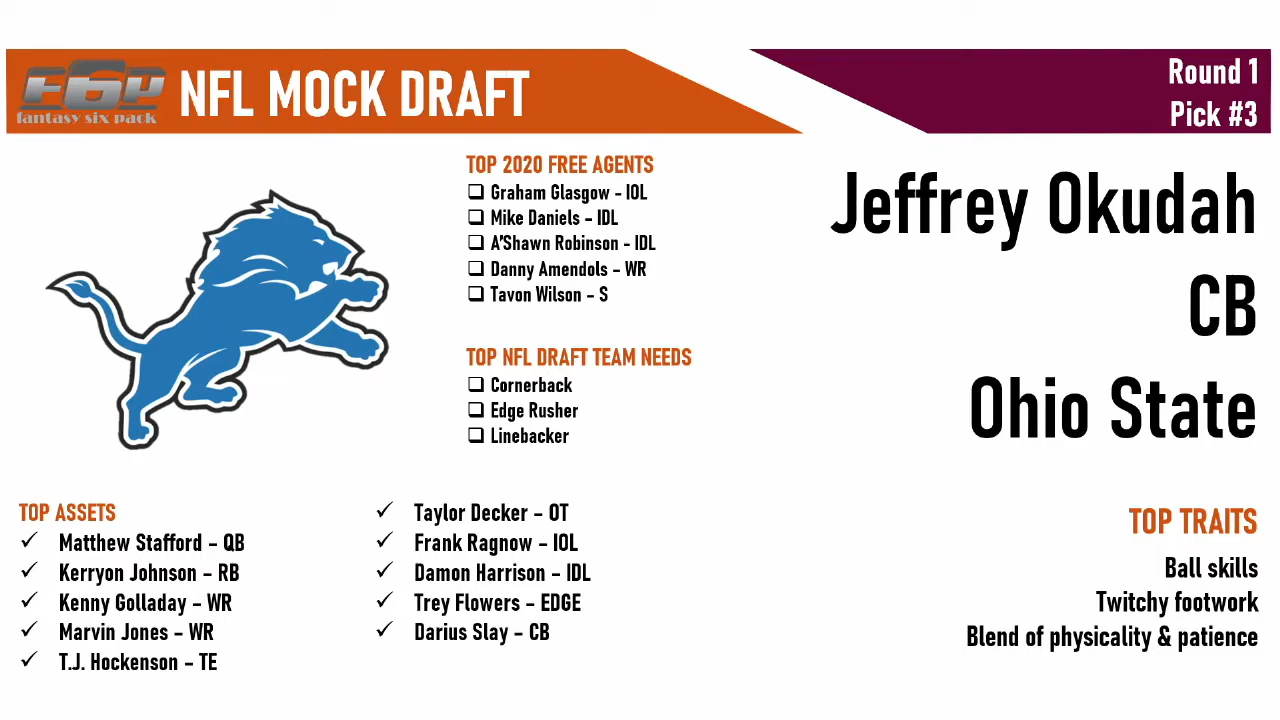 F6P
fantasy six pack
NFL MOCK DRAFT
Round 1
Pick #3
TOP 2020 FREE AGENTS
❑ Graham Glasgow – IOL
❑ Mike Daniels – IDL
❑ A'Shawn Robinson – IDL
❑ Danny Amendols – WR
❑ Tavon Wilson – S
TOP NFL DRAFT TEAM NEEDS
❑ Cornerback
❑ Edge Rusher
❑ Linebacker
Jeffrey Okudah
CB
Ohio State
TOP ASSETS
✓ Matthew Stafford – QB
✓ Kerryon Johnson – RB
✓ Kenny Golladay – WR
✓ Marvin Jones – WR
✓ T.J. Hockenson – TE
✓ Taylor Decker – OT
✓ Frank Ragnow – IOL
✓ Damon Harrison – IDL
✓ Trey Flowers – EDGE
✓ Darius Slay – CB
TOP TRAITS
Ball skills
Twitchy footwork
Blend of physicality & patience